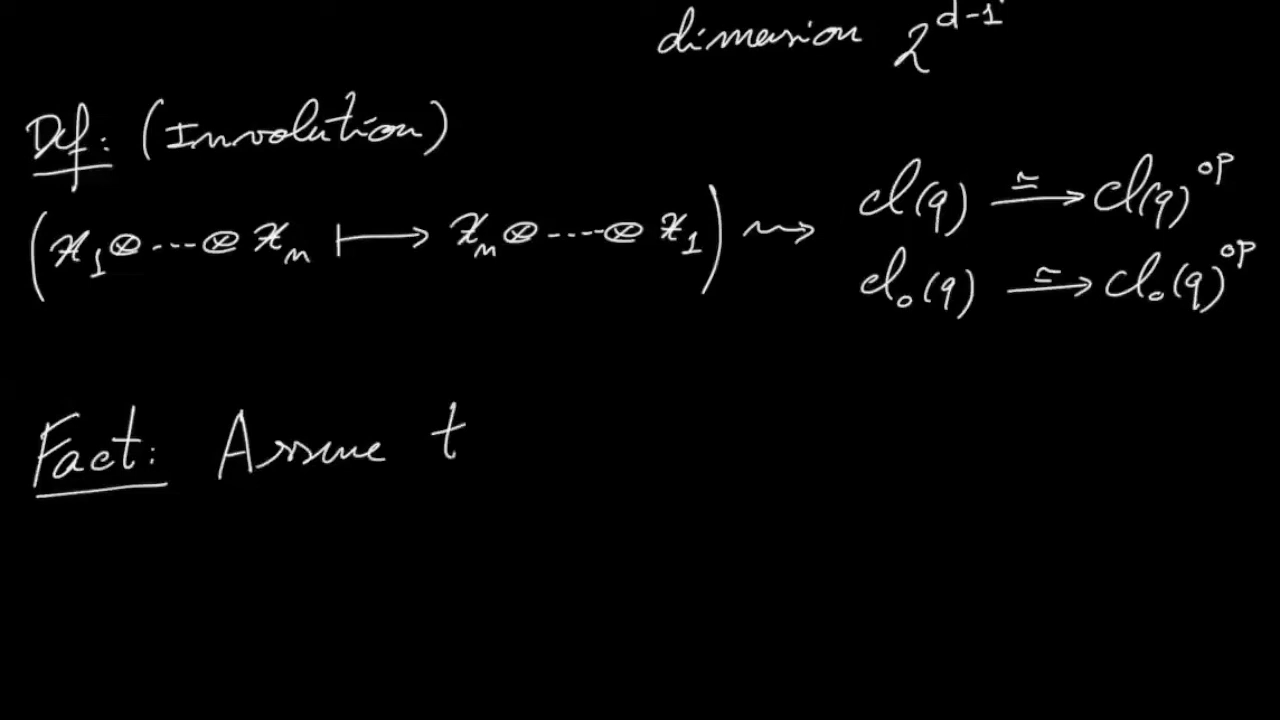 dimension 2^{d-1}
Def: (Involution)
(x_1 ⊗ ---- ⊗ x_n ⟼ x_n ⊗ ---- ⊗ x_1) ⇝ Cl(q) ≃→ Cl(q)^{op}
Cl_0(q) ≃→ Cl_0(q)^{op}
Fact: Assume t